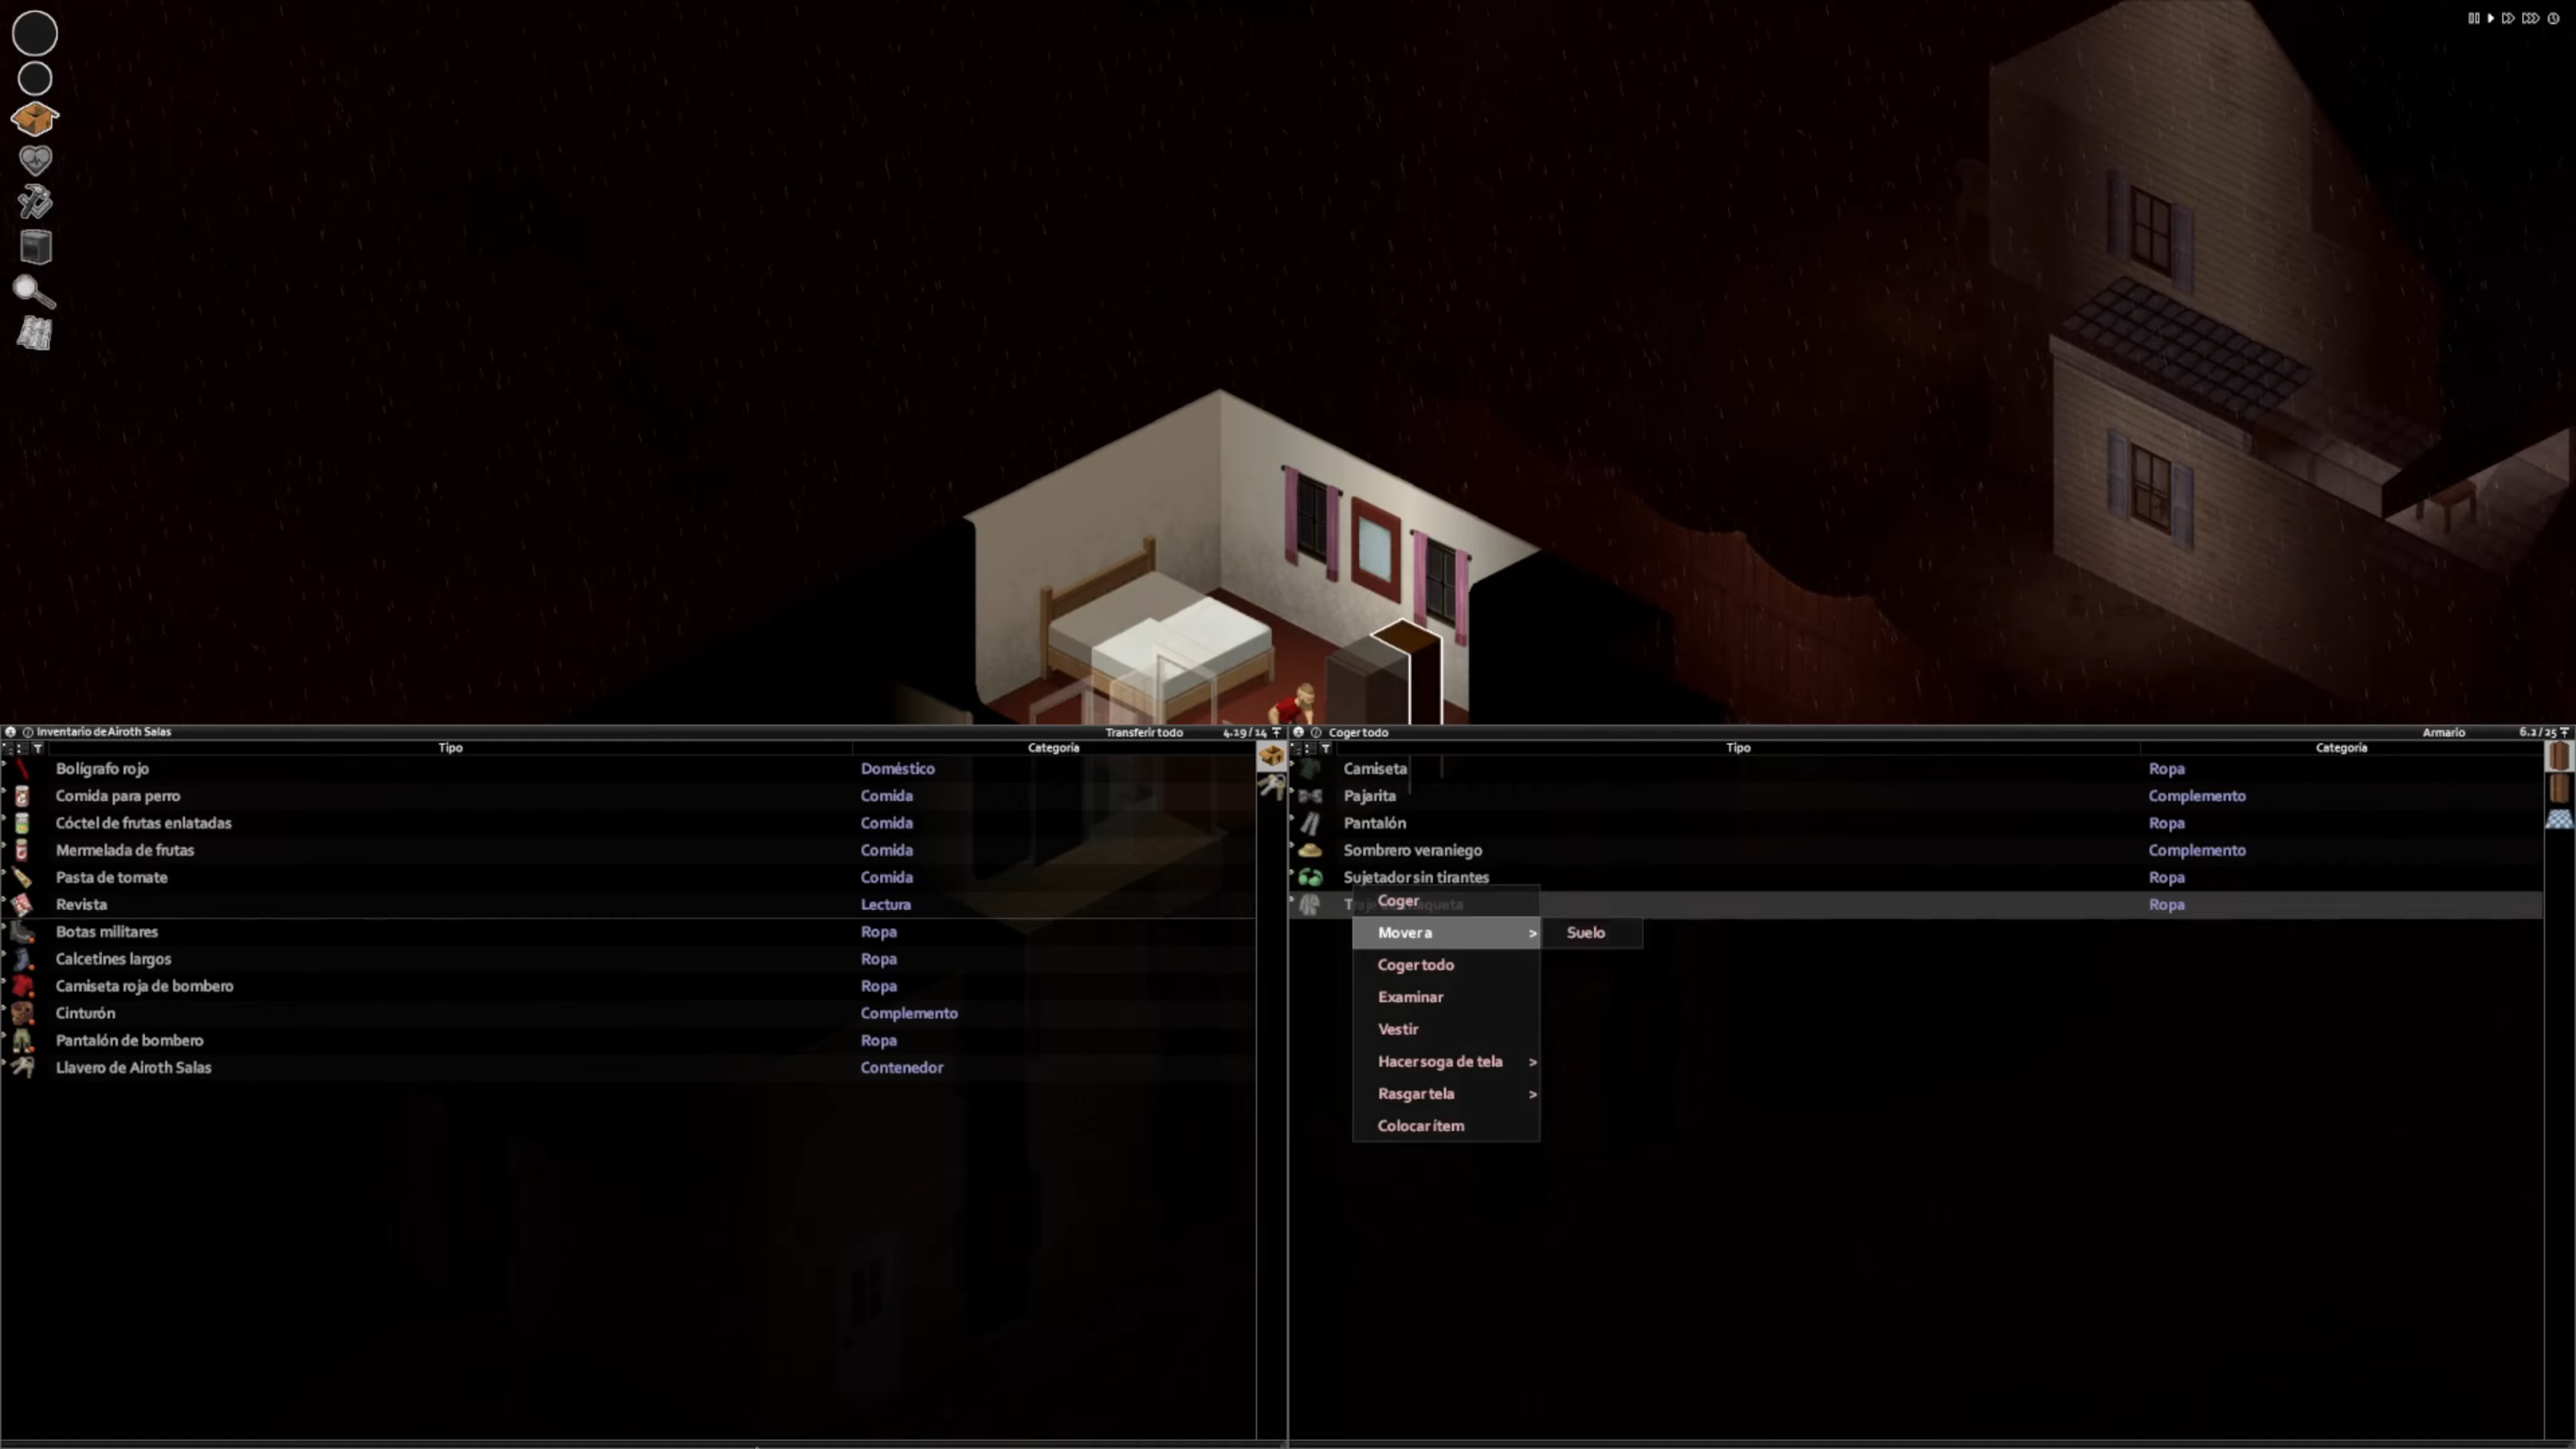 Inventario de Airoth Salas
Transferir todo
4.19 / 14
Tipo
Categoría
Bolígrafo rojo
Doméstico
Comida para perro
Comida
Cóctel de frutas enlatadas
Comida
Mermelada de frutas
Comida
Pasta de tomate
Comida
Revista
Lectura
Botas militares
Ropa
Calcetines largos
Ropa
Camiseta roja de bombero
Ropa
Cinturón
Complemento
Pantalón de bombero
Ropa
Llavero de Airoth Salas
Contenedor
Coger todo
Armario
6.2 / 25
Tipo
Categoría
Camiseta
Ropa
Pajarita
Complemento
Pantalón
Ropa
Sombrero veraniego
Complemento
Sujetador sin tirantes
Ropa
Ropa
Coger
Mover a >
Suelo
Coger todo
Examinar
Vestir
Hacer soga de tela >
Rasgar tela >
Colocar ítem